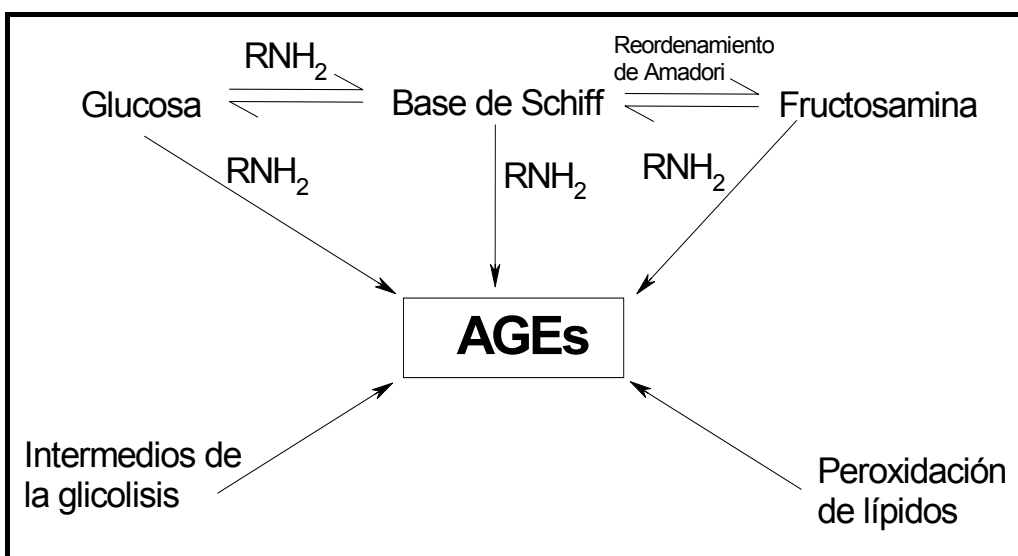 RNH2
Reordenamiento
de Amadori
Glucosa
Base de Schiff
Fructosamina
RNH2
RNH2
RNH2
AGEs
Intermedios de
la glicolisis
Peroxidación
de lípidos